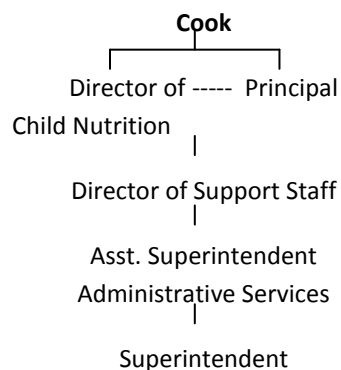 Cook
Director of ----- Principal
Child Nutrition
Director of Support Staff
Asst. Superintendent
Administrative Services
Superintendent